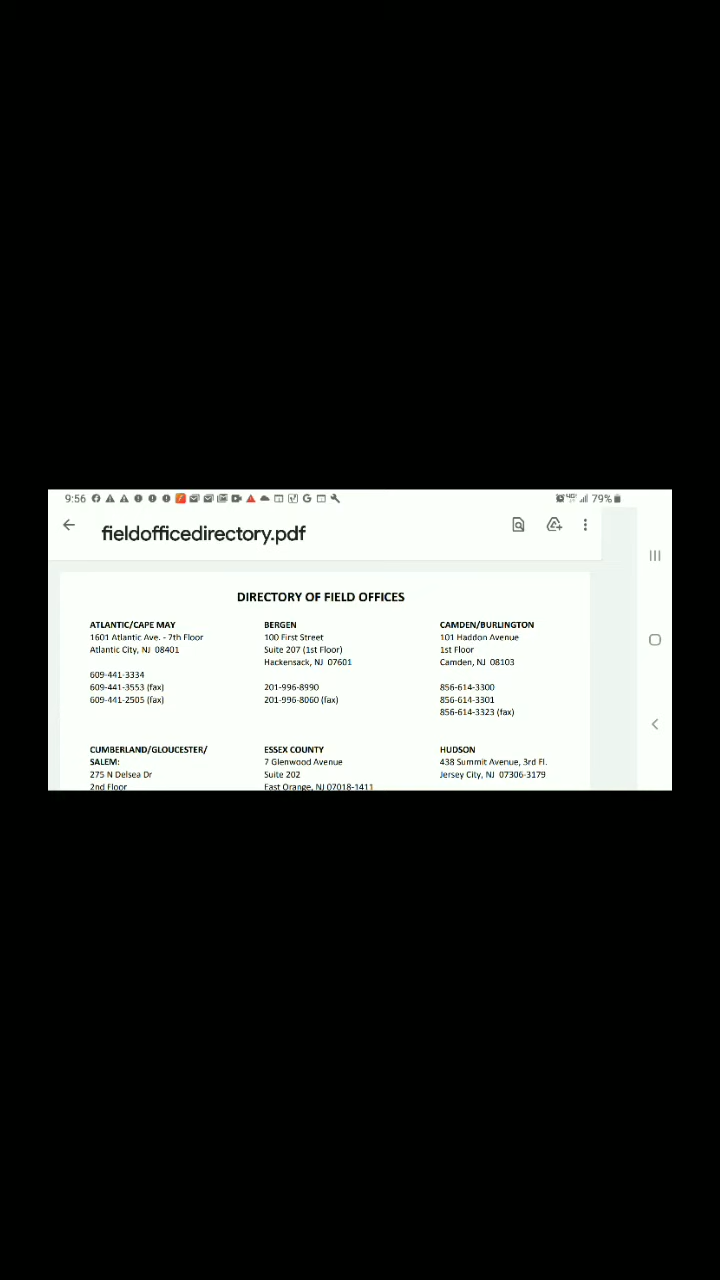 9:56
79%
fieldofficedirectory.pdf
DIRECTORY OF FIELD OFFICES
ATLANTIC/CAPE MAY
1601 Atlantic Ave. - 7th Floor
Atlantic City, NJ 08401
609-441-3334
609-441-3553 (fax)
609-441-2505 (fax)
BERGEN
100 First Street
Suite 207 (1st Floor)
Hackensack, NJ 07601
201-996-8990
201-996-8060 (fax)
CAMDEN/BURLINGTON
101 Haddon Avenue
1st Floor
Camden, NJ 08103
856-614-3300
856-614-3301
856-614-3323 (fax)
CUMBERLAND/GLOUCESTER/
SALEM:
275 N Delsea Dr
2nd Floor
ESSEX COUNTY
7 Glenwood Avenue
Suite 202
East Orange, NJ 07018-1411
HUDSON
438 Summit Avenue, 3rd Fl.
Jersey City, NJ 07306-3179